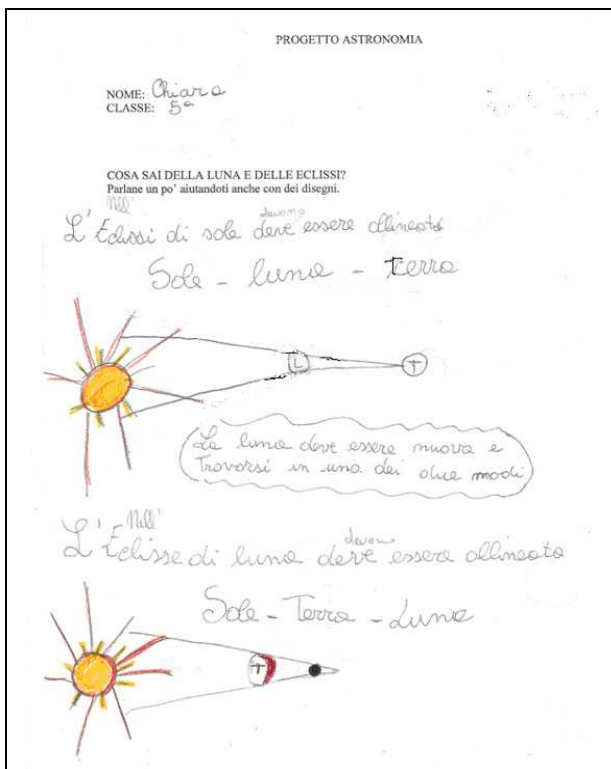 PROGETTO ASTRONOMIA
NOME: Chiara
CLASSE: 5a
COSA SAI DELLA LUNA E DELLE ECLISSI?
Parlane un po' aiutandoti anche con dei disegni.
Nell'
devono
L'Eclissi di sole deve essere allineata
Sole - luna - terra
L
T
La luna deve essere nuova e
Trovarsi in uno dei due modi
Nell'
devono
L'Eclisse di luna deve essere allineata
Sole - Terra - Luna
T